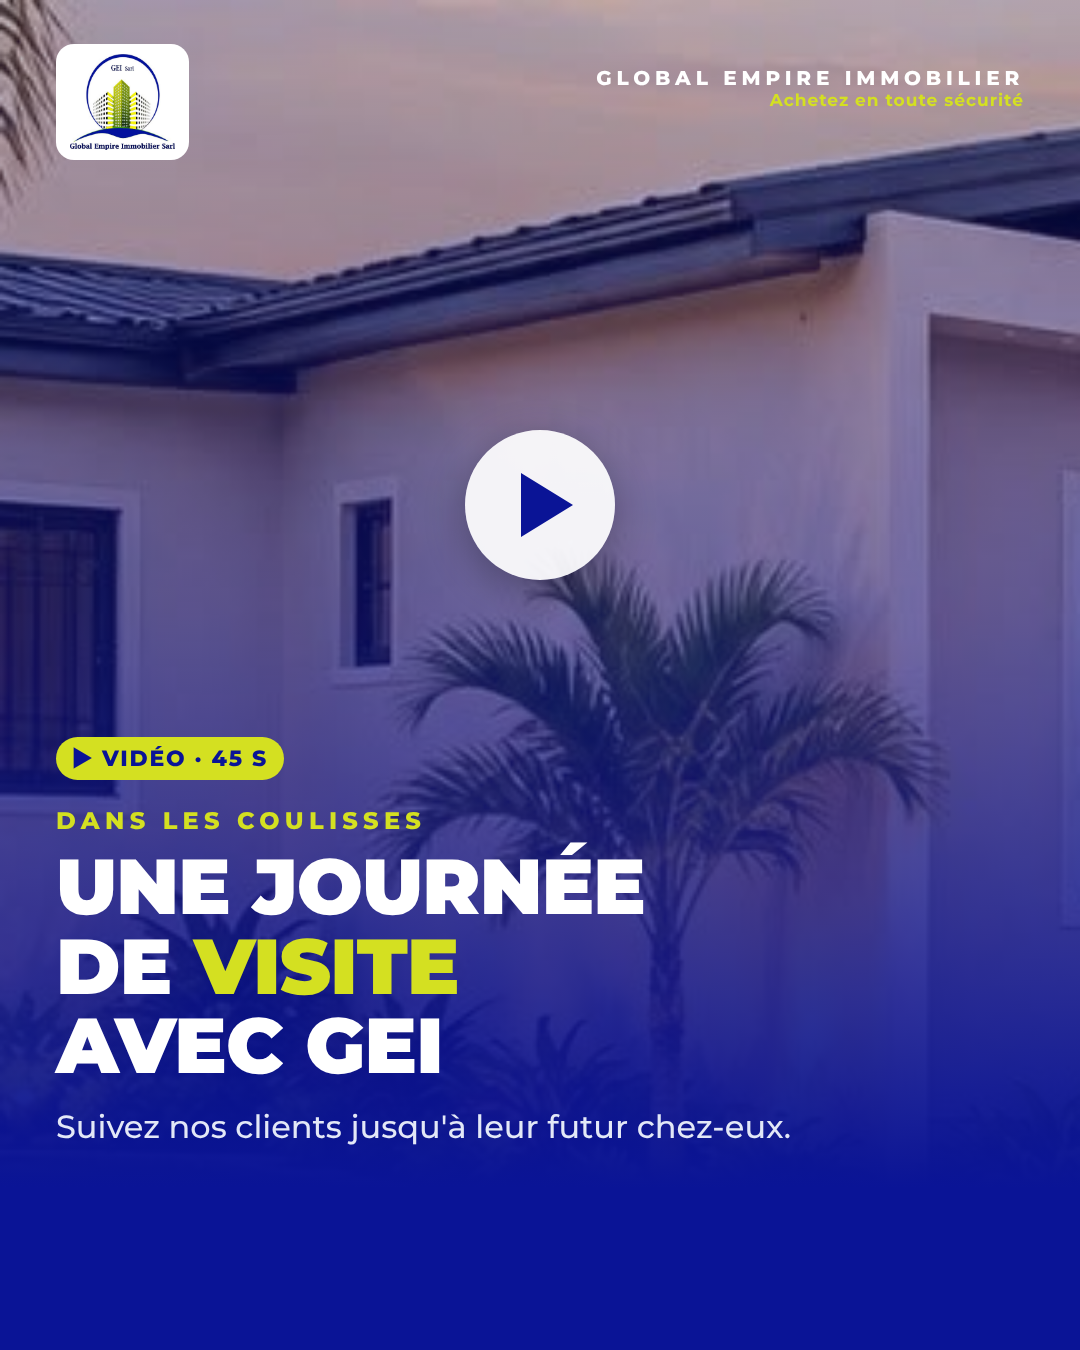 GEI Sarl
Global Empire Immobilier Sarl
GLOBAL EMPIRE IMMOBILIER
Achetez en toute sécurité
VIDÉO · 45 S
DANS LES COULISSES
UNE JOURNÉE
DE VISITE
AVEC GEI
Suivez nos clients jusqu'à leur futur chez-eux.